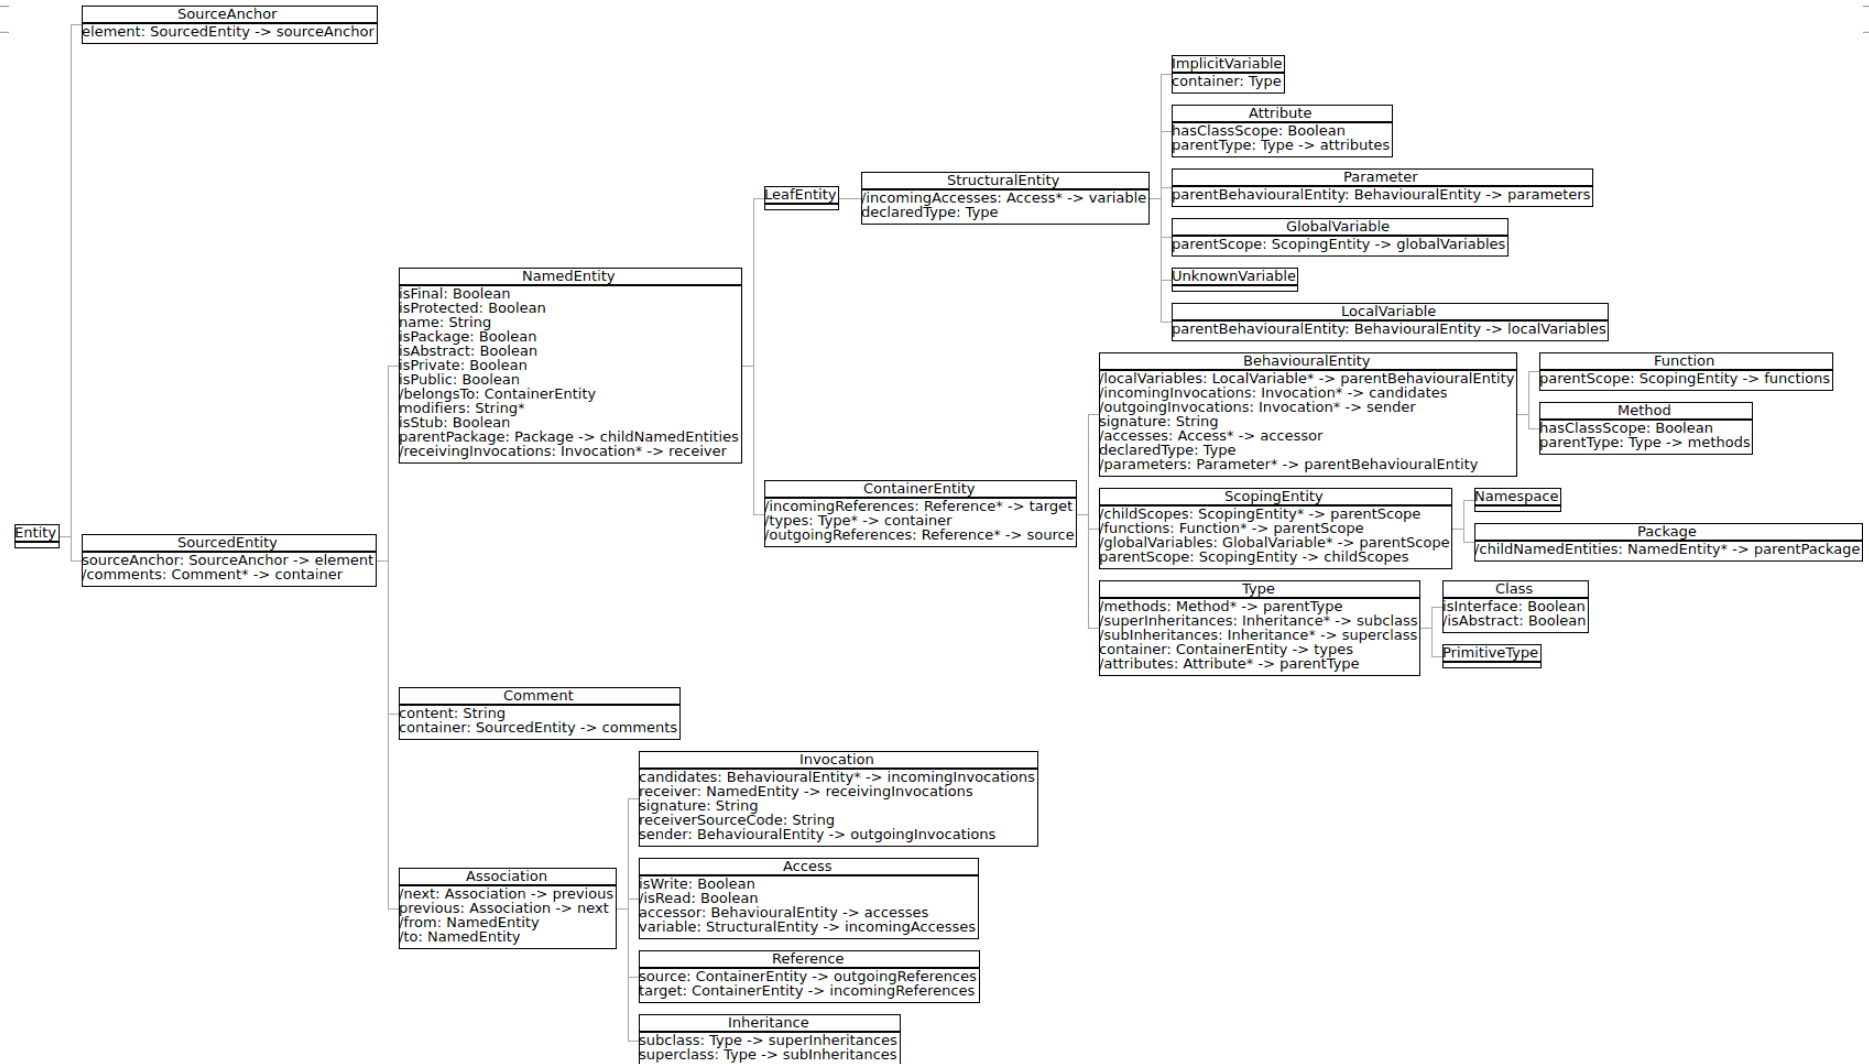 SourceAnchor
element: SourcedEntity -> sourceAnchor
ImplicitVariable
container: Type
Attribute
hasClassScope: Boolean
parentType: Type -> attributes
Parameter
parentBehaviouralEntity: BehaviouralEntity -> parameters
LeafEntity
StructuralEntity
/incomingAccesses: Access* -> variable
declaredType: Type
GlobalVariable
parentScope: ScopingEntity -> globalVariables
UnknownVariable
LocalVariable
parentBehaviouralEntity: BehaviouralEntity -> localVariables
NamedEntity
isFinal: Boolean
isProtected: Boolean
name: String
isPackage: Boolean
isAbstract: Boolean
isPrivate: Boolean
isPublic: Boolean
/belongsTo: ContainerEntity
modifiers: String*
isStub: Boolean
parentPackage: Package -> childNamedEntities
/receivingInvocations: Invocation* -> receiver
BehaviouralEntity
/localVariables: LocalVariable* -> parentBehaviouralEntity
/incomingInvocations: Invocation* -> candidates
/outgoingInvocations: Invocation* -> sender
signature: String
/accesses: Access* -> accessor
declaredType: Type
/parameters: Parameter* -> parentBehaviouralEntity
Function
parentScope: ScopingEntity -> functions
Method
hasClassScope: Boolean
parentType: Type -> methods
ContainerEntity
/incomingReferences: Reference* -> target
/types: Type* -> container
/outgoingReferences: Reference* -> source
ScopingEntity
/childScopes: ScopingEntity* -> parentScope
/functions: Function* -> parentScope
/globalVariables: GlobalVariable* -> parentScope
parentScope: ScopingEntity -> childScopes
Namespace
Package
/childNamedEntities: NamedEntity* -> parentPackage
Entity
SourcedEntity
sourceAnchor: SourceAnchor -> element
/comments: Comment* -> container
Type
/methods: Method* -> parentType
/superInheritances: Inheritance* -> subclass
/subInheritances: Inheritance* -> superclass
container: ContainerEntity -> types
/attributes: Attribute* -> parentType
Class
isInterface: Boolean
/isAbstract: Boolean
PrimitiveType
Comment
content: String
container: SourcedEntity -> comments
Invocation
candidates: BehaviouralEntity* -> incomingInvocations
receiver: NamedEntity -> receivingInvocations
signature: String
receiverSourceCode: String
sender: BehaviouralEntity -> outgoingInvocations
Association
/next: Association -> previous
previous: Association -> next
/from: NamedEntity
/to: NamedEntity
Access
isWrite: Boolean
/isRead: Boolean
accessor: BehaviouralEntity -> accesses
variable: StructuralEntity -> incomingAccesses
Reference
source: ContainerEntity -> outgoingReferences
target: ContainerEntity -> incomingReferences
Inheritance
subclass: Type -> superInheritances
superclass: Type -> subInheritances